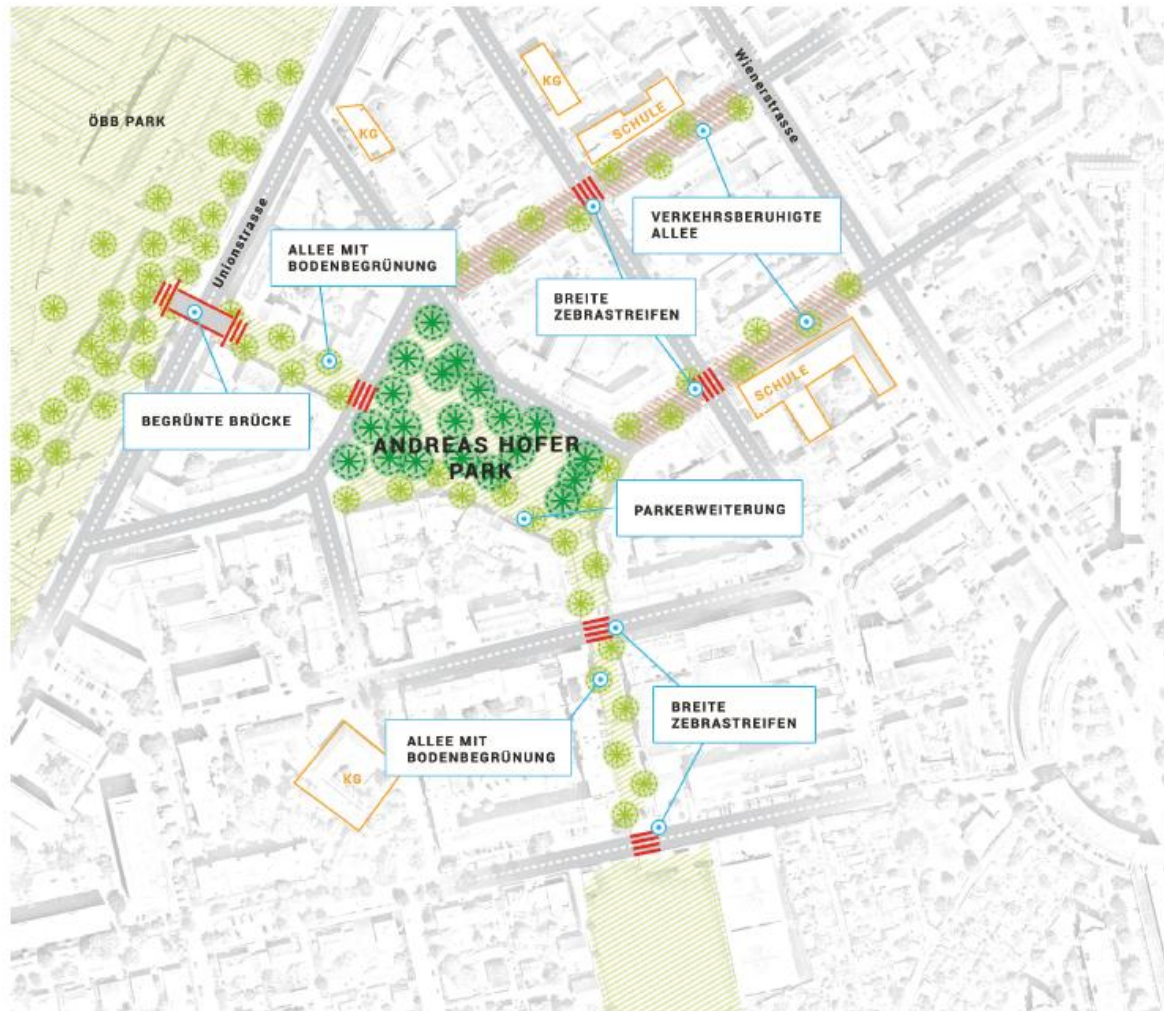 KG
Wienerstrasse
SCHULE
ÖBB PARK
KG
VERKEHRSBERUHIGTE
ALLEE
Unionstrasse
ALLEE MIT
BODENBEGRÜNUNG
BREITE
ZEBRASTREIFEN
SCHULE
BEGRÜNTE BRÜCKE
ANDREAS HOFER
PARK
PARKERWEITERUNG
BREITE
ZEBRASTREIFEN
ALLEE MIT
BODENBEGRÜNUNG
KG